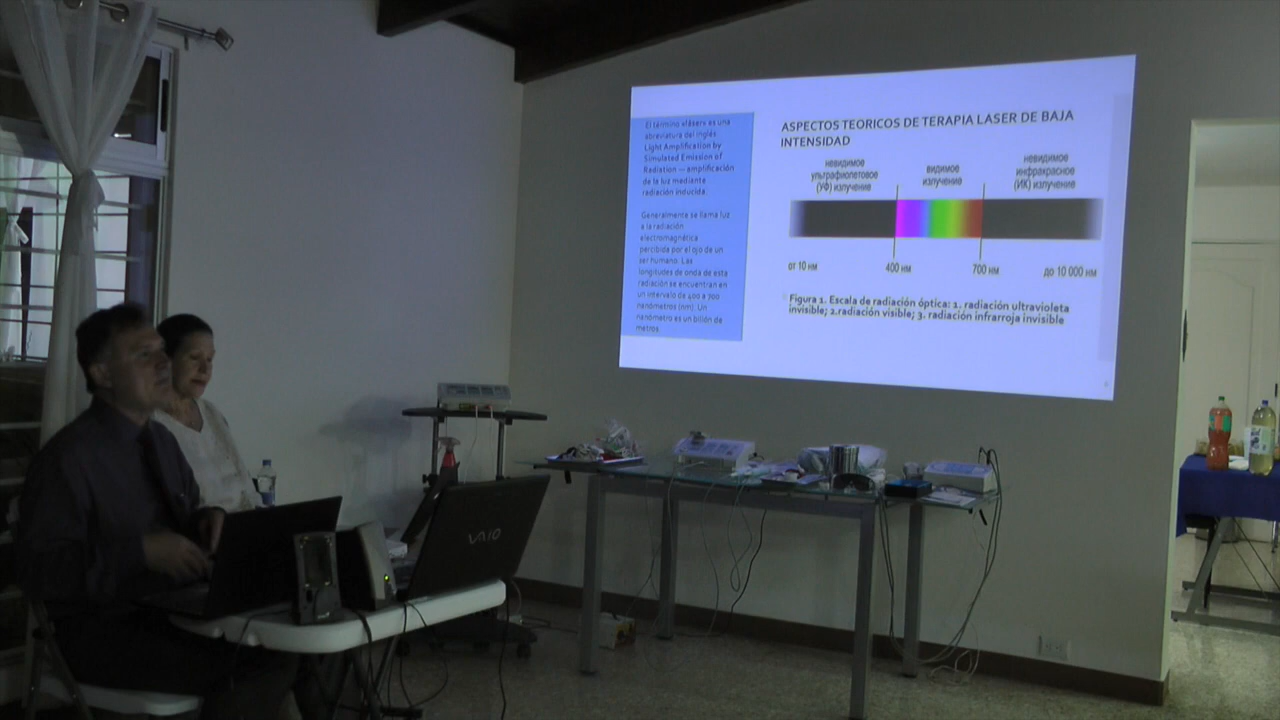 El término «láser» es una
abreviatura del inglés
Light Amplification by
Simulated Emission of
Radiation — amplificación
de la luz mediante
radiación inducida.
Generalmente se llama luz
a la radiación
electromagnética
percibida por el ojo de un
ser humano. Las
longitudes de onda de esta
radiación se encuentran en
un intervalo de 400 a 700
nanómetros (nm). Un
nanómetro es un billón de
metros
ASPECTOS TEORICOS DE TERAPIA LASER DE BAJA
INTENSIDAD
невидимое
ультрафиолетовое
(УФ) излучение
видимое
излучение
невидимое
инфракрасное
(ИК) излучение
от 10 нм
400 нм
700 нм
до 10 000 нм
Figura 1. Escala de radiación óptica: 1. radiación ultravioleta
invisible; 2.radiación visible; 3. radiación infrarroja invisible
VAIO